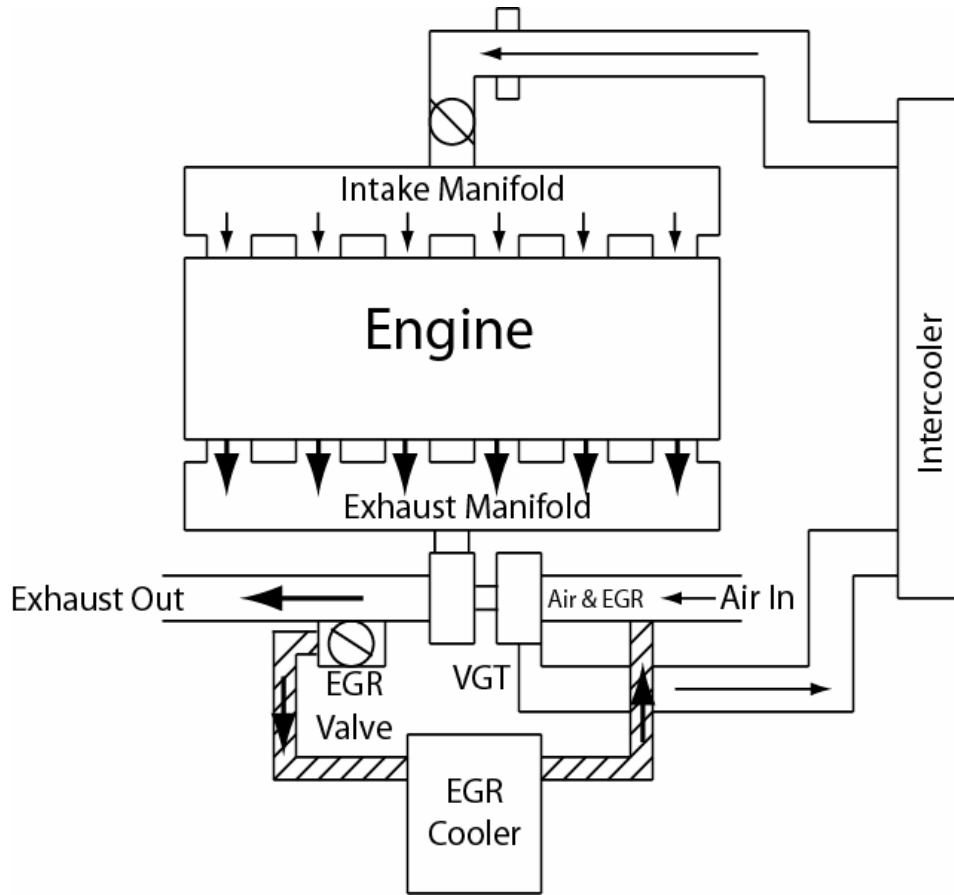 Intake Manifold
Engine
Intercooler
Exhaust Manifold
Exhaust Out
Air & EGR
Air In
EGR
Valve
VGT
EGR
Cooler